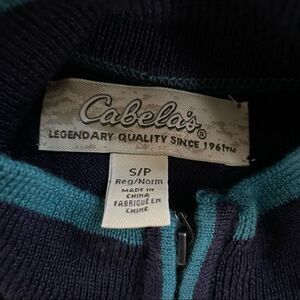 Cabela's®
LEGENDARY QUALITY SINCE 1961™
S/P
Reg/Norm
MADE IN
CHINA
FABRIQUÉ EN
CHINE